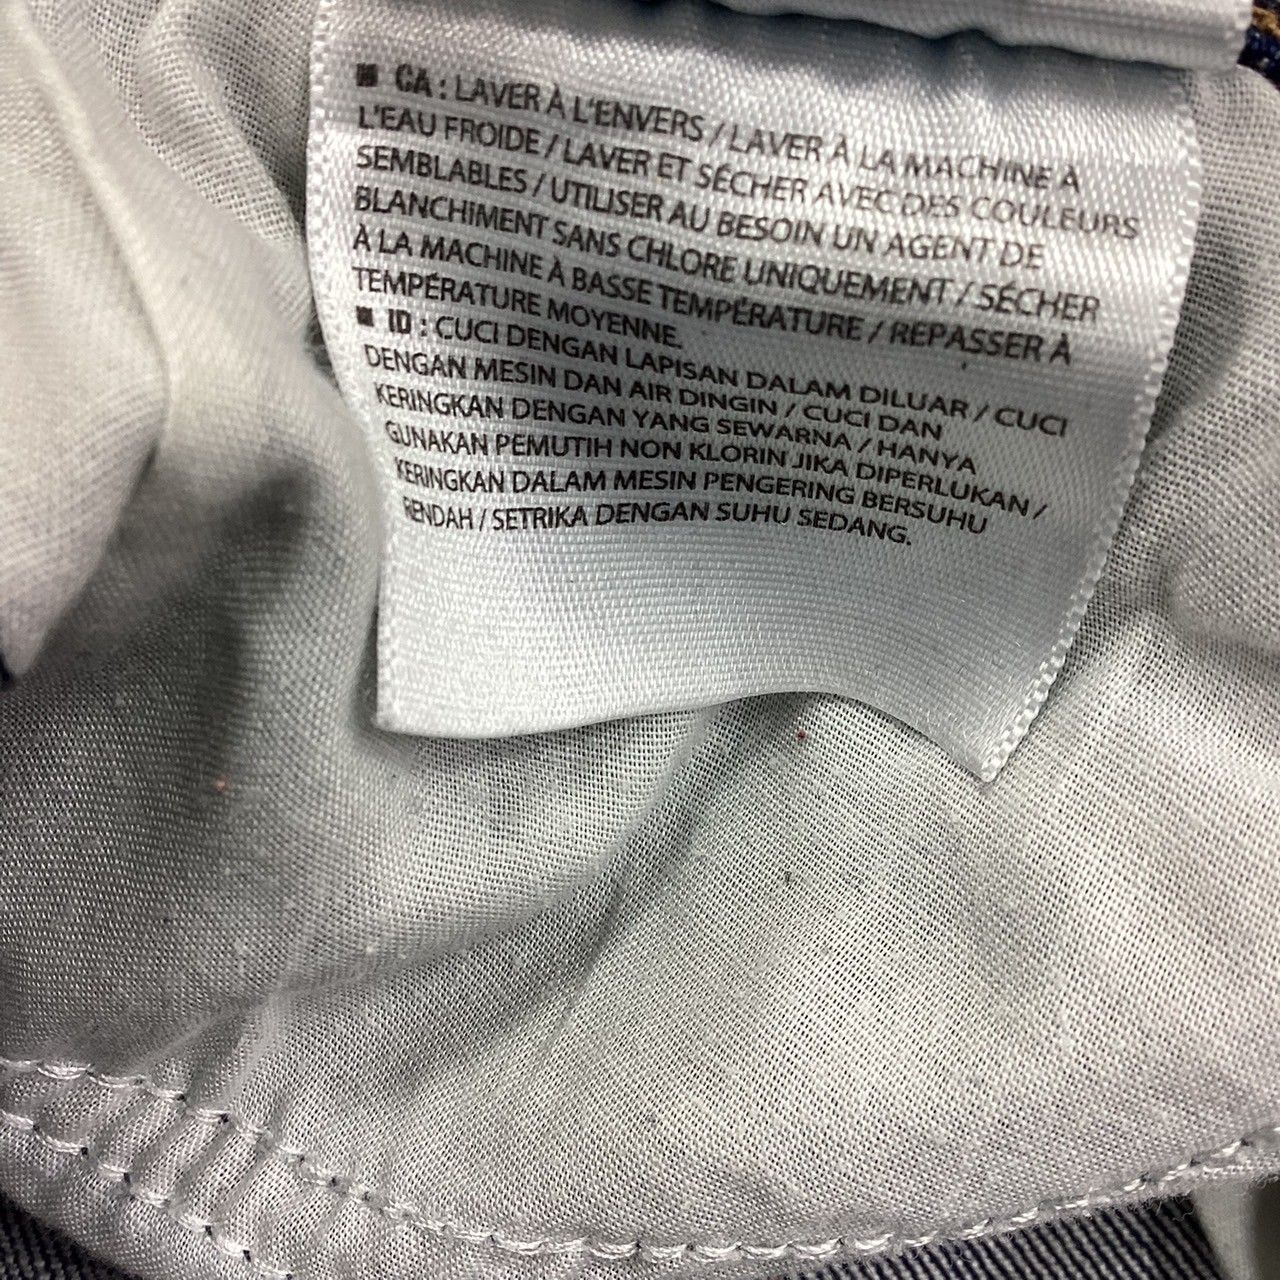 ■ CA : LAVER À L'ENVERS / LAVER À LA MACHINE À
L'EAU FROIDE / LAVER ET SÉCHER AVEC DES COULEURS
SEMBLABLES / UTILISER AU BESOIN UN AGENT DE
BLANCHIMENT SANS CHLORE UNIQUEMENT / SÉCHER
À LA MACHINE À BASSE TEMPÉRATURE / REPASSER À
TEMPÉRATURE MOYENNE.
■ ID : CUCI DENGAN LAPISAN DALAM DILUAR / CUCI
DENGAN MESIN DAN AIR DINGIN / CUCI DAN
KERINGKAN DENGAN YANG SEWARNA / HANYA
GUNAKAN PEMUTIH NON KLORIN JIKA DIPERLUKAN /
KERINGKAN DALAM MESIN PENGERING BERSUHU
RENDAH / SETRIKA DENGAN SUHU SEDANG.